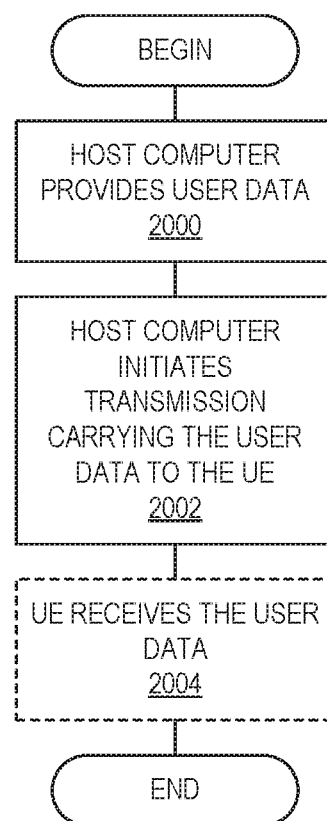 BEGIN
HOST COMPUTER
PROVIDES USER DATA
2000
HOST COMPUTER
INITIATES
TRANSMISSION
CARRYING THE USER
DATA TO THE UE
2002
UE RECEIVES THE USER
DATA
2004
END